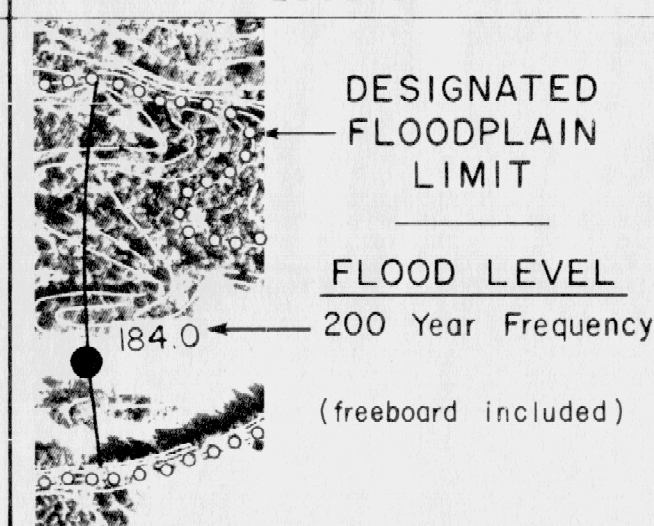 DESIGNATED
FLOODPLAIN
LIMIT
FLOOD LEVEL
184.0
200 Year Frequency
(freeboard included)